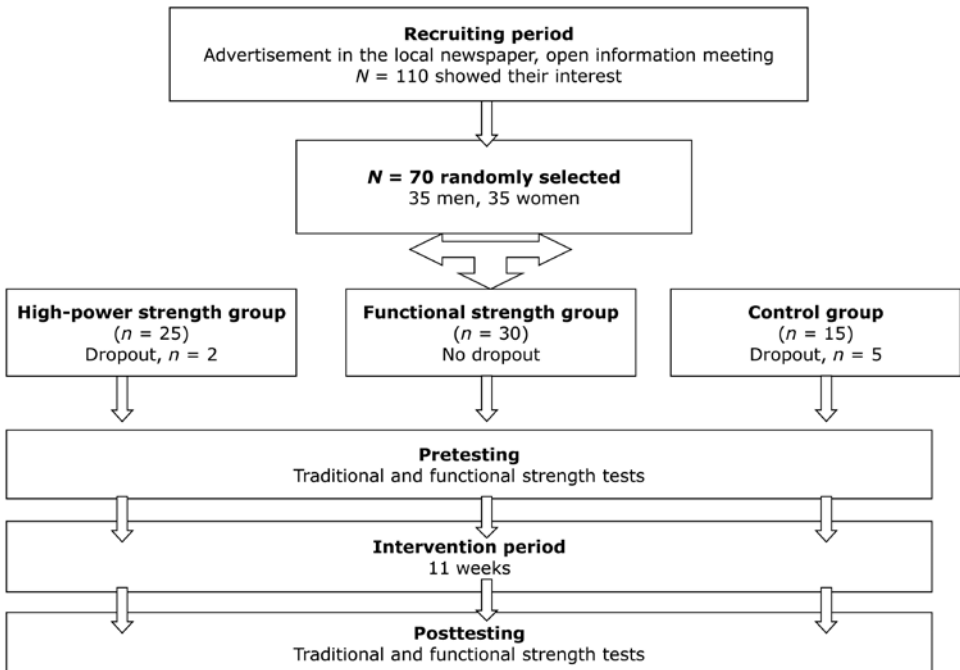 Recruiting period
Advertisement in the local newspaper, open information meeting
N = 110 showed their interest
N = 70 randomly selected
35 men, 35 women
High-power strength group
(n = 25)
Dropout, n = 2
Functional strength group
(n = 30)
No dropout
Control group
(n = 15)
Dropout, n = 5
Pretesting
Traditional and functional strength tests
Intervention period
11 weeks
Posttesting
Traditional and functional strength tests